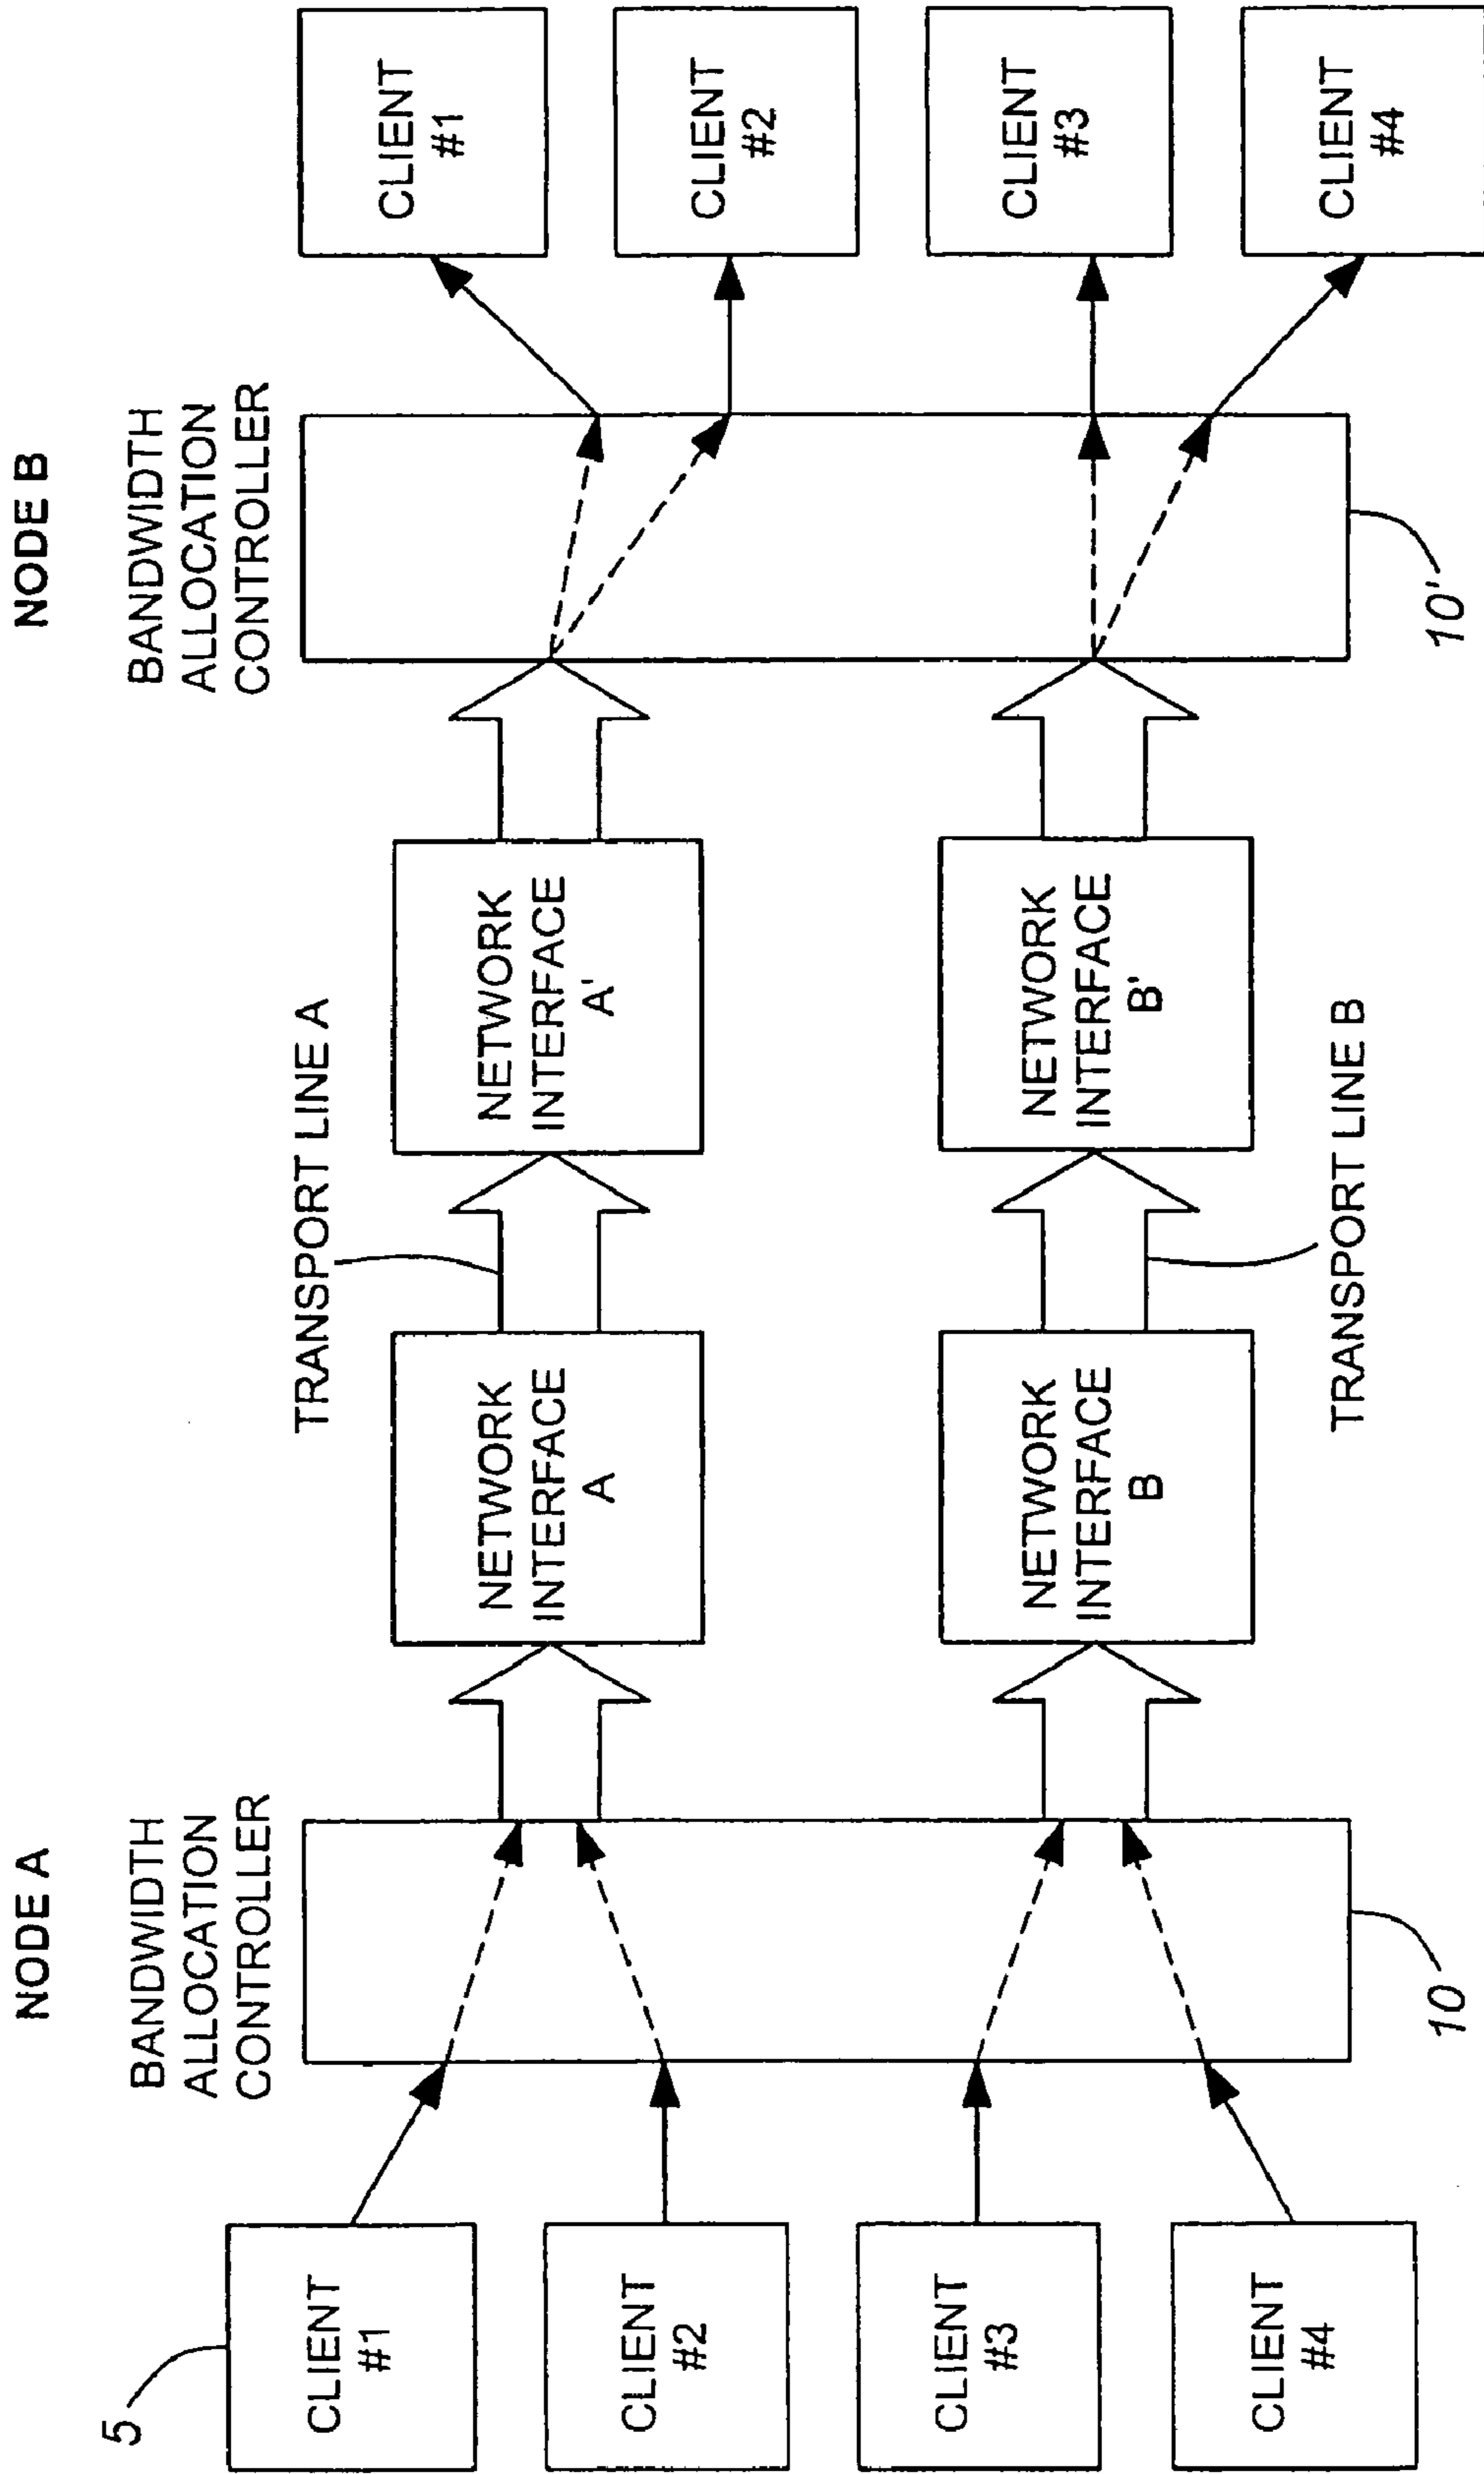 NODE A
NODE B
BANDWIDTH
ALLOCATION
CONTROLLER
BANDWIDTH
ALLOCATION
CONTROLLER
5
TRANSPORT LINE A
CLIENT
#1
CLIENT
#2
CLIENT
#3
CLIENT
#4
NETWORK
INTERFACE
A
NETWORK
INTERFACE
A'
NETWORK
INTERFACE
B
NETWORK
INTERFACE
B'
CLIENT
#1
CLIENT
#2
CLIENT
#3
CLIENT
#4
TRANSPORT LINE B
10
10'